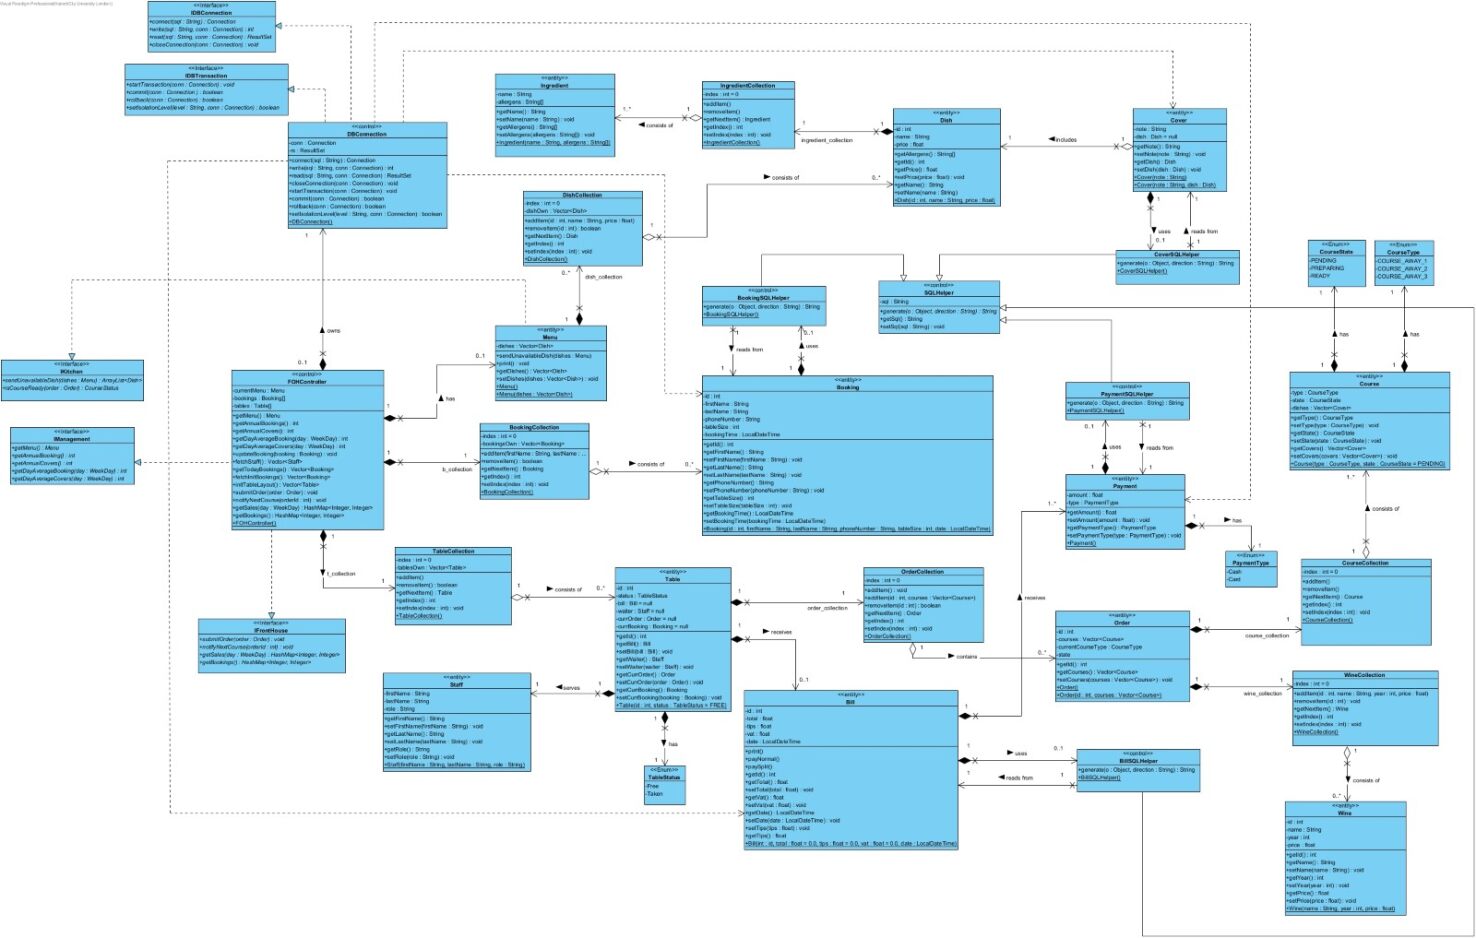 Visual Paradigm Professional(Name(City University London))
<<Interface>>
IDBConnection
+connect(sql : String) : Connection
+write(sql : String, conn : Connection) : int
+read(sql : String, conn : Connection) : ResultSet
+closeConnection(conn : Connection) : void
<<Interface>>
IDBTransaction
+startTransaction(conn : Connection) : void
+commit(conn : Connection) : boolean
+rollback(conn : Connection) : boolean
+setIsolationLevel(level : String, conn : Connection) : boolean
<<control>>
DBConnection
-conn : Connection
-rs : ResultSet
+connect(sql : String) : Connection
+write(sql : String, conn : Connection) : int
+read(sql : String, conn : Connection) : ResultSet
+closeConnection(conn : Connection) : void
+startTransaction(conn : Connection) : void
+commit(conn : Connection) : boolean
+rollback(conn : Connection) : boolean
+setIsolationLevel(level : String, conn : Connection) : boolean
+DBConnection()
<<entity>>
Ingredient
-name : String
-allergens : String[]
+getName() : String
+setName(name : String) : void
+getAllergens() : String[]
+setAllergens(allergens : String[]) : void
+Ingredient(name : String, allergens : String[])
1..*
consists of
1
IngredientCollection
-index : int = 0
+addItem()
+removeItem()
+getNextItem() : Ingredient
+getIndex() : int
+setIndex(index : int) : void
+IngredientCollection()
1
ingredient_collection
1
<<entity>>
Dish
-id : int
-name : String
-price : float
+getAllergens() : String[]
+getId() : int
+getPrice() : float
+setPrice(price : float) : void
+getName() : String
+setName(name : String)
+Dish(id : int, name : String, price : float)
1
includes
1
<<entity>>
Cover
-note : String
-dish : Dish = null
+getNote() : String
+setNote(note : String) : void
+getDish() : Dish
+setDish(dish : Dish) : void
+Cover(note : String)
+Cover(note : String, dish : Dish)
1
uses
0..1
1
reads from
1
<<control>>
CoverSQLHelper
+generate(o : Object, direction : String) : String
+CoverSQLHelper()
DishCollection
-index : int = 0
-dishOwn : Vector<Dish>
+addItem(id : int, name : String, price : float)
+removeItem(id : int) : boolean
+getNextItem() : Dish
+getIndex() : int
+setIndex(index : int) : void
+DishCollection()
1
consists of
0..*
0..*
dish_collection
1
<<entity>>
Menu
-dishes : Vector<Dish>
+sendUnavailableDish(dishes : Menu)
+print() : void
+getDishes() : Vector<Dish>
+setDishes(dishes : Vector<Dish>) : void
+Menu()
+Menu(dishes : Vector<Dish>)
<<control>>
BookingSQLHelper
+generate(o : Object, direction : String) : String
+BookingSQLHelper()
1
reads from
1
0..1
uses
1
<<control>>
SQLHelper
-sql : String
+generate(o : Object, direction : String) : String
+getSql() : String
+setSql(sql : String) : void
<<Enum>>
CourseState
-PENDING
-PREPARING
-READY
<<Enum>>
CourseType
-COURSE_AWAY_1
-COURSE_AWAY_2
-COURSE_AWAY_3
1
has
1
1
has
1
<<entity>>
Course
-type : CourseType
-state : CourseState
-dishes : Vector<Cover>
+getType() : CourseType
+setType(type : CourseType) : void
+getState() : CourseState
+setState(state : CourseState) : void
+getCovers() : Vector<Cover>
+setCovers(covers : Vector<Cover>) : void
+Course(type : CourseType, state : CourseState = PENDING)
1..*
consists of
1
CourseCollection
-index : int = 0
+addItem()
+removeItem()
+getNextItem() : Course
+getIndex() : int
+setIndex(index : int) : void
+CourseCollection()
<<Interface>>
IKitchen
+sendUnavailableDish(dishes : Menu) : ArrayList<Dish>
+isCourseReady(order : Order) : CourseStatus
<<Interface>>
IManagement
+getMenu() : Menu
+getAnnualBooking() : int
+getAnnualCovers() : int
+getDayAverageBooking(day : WeekDay) : int
+getDayAverageCovers(day : WeekDay) : int
1
owns
0..1
<<control>>
FOHController
-currentMenu : Menu
-bookings : Booking[]
-tables : Table[]
+getMenu() : Menu
+getAnnualBookings() : int
+getAnnualCovers() : int
+getDayAverageBooking(day : WeekDay) : int
+getDayAverageCovers(day : WeekDay) : int
+updateBooking(booking : Booking) : void
+fetchStaff() : Vector<Staff>
+getTodayBookings() : Vector<Booking>
+fetchInitBookings() : Vector<Booking>
+initTableLayout() : Vector<Table>
+submitOrder(order : Order) : void
+notifyNextCourse(orderId : int) : void
+getSales(day : WeekDay) : HashMap<Integer, Integer>
+getBookings() : HashMap<Integer, Integer>
+FOHController()
1
has
0..1
1
b_collection
1
BookingCollection
-index : int = 0
-bookingsOwn : Vector<Booking>
+addItem(firstName : String, lastName : ...
+removeItem() : boolean
+getNextItem() : Booking
+getIndex() : int
+setIndex(index : int) : void
+BookingCollection()
1
consists of
0..*
<<entity>>
Booking
-id : int
-firstName : String
-lastName : String
-phoneNumber : String
-tableSize : int
-bookingTime : LocalDateTime
+getId() : int
+getFirstName() : String
+setFirstName(firstName : String) : void
+getLastName() : String
+setLastName(lastName : String) : void
+getPhoneNumber() : String
+setPhoneNumber(phoneNumber : String) : void
+getTableSize() : int
+setTableSize(tableSize : int) : void
+getBookingTime() : LocalDateTime
+setBookingTime(bookingTime : LocalDateTime) : void
+Booking(id : int, firstName : String, lastName : String, phoneNumber : String, tableSize : int, date : LocalDateTime)
<<control>>
PaymentSQLHelper
+generate(o : Object, direction : String) : String
+PaymentSQLHelper()
0..1
uses
1
1
reads from
1
<<entity>>
Payment
-amount : float
-type : PaymentType
+getAmount() : float
+setAmount(amount : float) : void
+getPaymentType() : PaymentType
+setPaymentType(type : PaymentType) : void
+Payment()
1
has
1
<<Enum>>
PaymentType
-Cash
-Card
1
t_collection
1
TableCollection
-index : int = 0
-tablesOwn : Vector<Table>
+addItem()
+removeItem() : boolean
+getNextItem() : Table
+getIndex() : int
+setIndex(index : int) : void
+TableCollection()
1
consists of
0..*
<<entity>>
Table
-id : int
-status : TableStatus
-bill : Bill = null
-waiter : Staff = null
-currOrder : Order = null
-currBooking : Booking = null
+getId() : int
+getBill() : Bill
+setBill(bill : Bill) : void
+getWaiter() : Staff
+setWaiter(waiter : Staff) : void
+getCurrOrder() : Order
+setCurrOrder(order : Order) : void
+getCurrBooking() : Booking
+setCurrBooking(booking : Booking) : void
+Table(id : int, status : TableStatus = FREE)
1
order_collection
1
OrderCollection
-index : int = 0
+addItem() : void
+addItem(id : int, courses : Vector<Course>)
+removeItem(id : int) : boolean
+getNextItem() : Order
+getIndex() : int
+setIndex(index : int) : void
+OrderCollection()
1
contains
0..*
<<entity>>
Order
-id : int
-courses : Vector<Course>
-currentCourseType : CourseType
-state
+getId() : int
+getCourses() : Vector<Course>
+setCourses(courses : Vector<Course>) : void
+Order()
+Order(id : int, courses : Vector<Course>)
1
course_collection
1
1
wine_collection
1
<<Interface>>
IFrontHouse
+submitOrder(order : Order) : void
+notifyNextCourse(orderId : int) : void
+getSales(day : WeekDay) : HashMap<Integer, Integer>
+getBookings() : HashMap<Integer, Integer>
<<entity>>
Staff
-firstName : String
-lastName : String
-role : String
+getFirstName() : String
+setFirstName(firstName : String) : void
+getLastName() : String
+setLastName(lastName : String) : void
+getRole() : String
+setRole(role : String) : void
+Staff(firstName : String, lastName : String, role : String)
1
serves
1
1
has
1
<<Enum>>
TableStatus
-Free
-Taken
1
receives
0..1
1
receives
1..*
<<entity>>
Bill
-id : int
-total : float
-tips : float
-vat : float
-date : LocalDateTime
+print()
+payNormal()
+paySplit()
+getId() : int
+getTotal() : float
+setTotal(total : float) : void
+getVat() : float
+setVat(vat : float) : void
+getDate() : LocalDateTime
+setDate(date : LocalDateTime) : void
+setTips(tips : float) : void
+getTips() : float
+Bill(int : id, total : float = 0.0, tips : float = 0.0, vat : float = 0.0, date : LocalDateTime)
1
uses
0..1
1
reads from
1
<<control>>
BillSQLHelper
+generate(o : Object, direction : String) : String
+BillSQLHelper()
WineCollection
-index : int = 0
+addItem(id : int, name : String, year : int, price : float)
+removeItem(id : int) : void
+getNextItem() : Wine
+getIndex() : int
+setIndex(index : int) : void
+WineCollection()
1
consists of
0..*
<<entity>>
Wine
-id : int
-name : String
-year : int
-price : float
+getId() : int
+getName() : String
+setName(name : String) : void
+getYear() : int
+setYear(year : int) : void
+getPrice() : float
+setPrice(price : float) : void
+Wine(name : String, year : int, price : float)